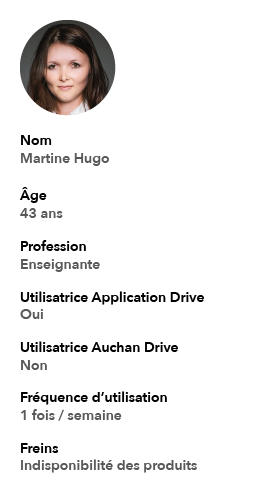 Nom
Martine Hugo
Âge
43 ans
Profession
Enseignante
Utilisatrice Application Drive
Oui
Utilisatrice Auchan Drive
Non
Fréquence d’utilisation
1 fois / semaine
Freins
Indisponibilité des produits